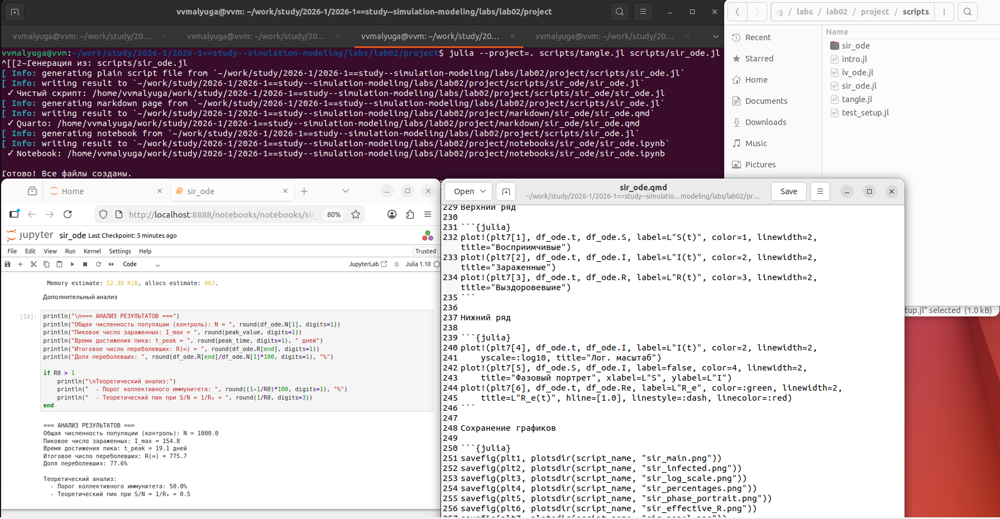 vvmalyuga@vvm: ~/work/study/2026-1/2026-1==study--simulation-modeling/labs/lab02/project
vvmalyuga@vvm: ~/work/study/20...
vvmalyuga@vvm: ~/work/study/20...
vvmalyuga@vvm: ~/work/study/20...
vvmalyuga@vvm: ~/work/study/20...
vvmalyuga@vvm:~/work/study/2026-1/2026-1==study--simulation-modeling/labs/lab02/project$ julia --project=. scripts/tangle.jl scripts/sir_ode.jl
^[[2~Генерация из: scripts/sir_ode.jl
[ Info: generating plain script file from `~/work/study/2026-1/2026-1==study--simulation-modeling/labs/lab02/project/scripts/sir_ode.jl`
[ Info: writing result to `~/work/study/2026-1/2026-1==study--simulation-modeling/labs/lab02/project/scripts/sir_ode/sir_ode.jl`
✓ Чистый скрипт: /home/vvmalyuga/work/study/2026-1/2026-1==study--simulation-modeling/labs/lab02/project/scripts/sir_ode/sir_ode.jl
[ Info: generating markdown page from `~/work/study/2026-1/2026-1==study--simulation-modeling/labs/lab02/project/scripts/sir_ode.jl`
[ Info: writing result to `~/work/study/2026-1/2026-1==study--simulation-modeling/labs/lab02/project/markdown/sir_ode/sir_ode.qmd`
✓ Quarto: /home/vvmalyuga/work/study/2026-1/2026-1==study--simulation-modeling/labs/lab02/project/markdown/sir_ode/sir_ode.qmd
[ Info: generating notebook from `~/work/study/2026-1/2026-1==study--simulation-modeling/labs/lab02/project/scripts/sir_ode.jl`
[ Info: writing result to `~/work/study/2026-1/2026-1==study--simulation-modeling/labs/lab02/project/notebooks/sir_ode/sir_ode.ipynb`
✓ Notebook: /home/vvmalyuga/work/study/2026-1/2026-1==study--simulation-modeling/labs/lab02/project/notebooks/sir_ode/sir_ode.ipynb
Готово! Все файлы созданы.
ng / labs / lab02 / project / scripts
Recent
Starred
Home
Documents
Downloads
Music
Pictures
Name
sir_ode
intro.jl
lv_ode.jl
sir_ode.jl
tangle.jl
test_setup.jl
tup.jl” selected (1.0 kB)
Home
sir_ode
http://localhost:8888/notebooks/notebooks/sir_
80%
jupyter sir_ode Last Checkpoint: 5 minutes ago
File Edit View Run Kernel Settings Help
Trusted
Code
JupyterLab
Julia 1.10
Memory estimate: 52.38 KiB, allocs estimate: 463.
Дополнительный анализ
[24]:
println("\n=== АНАЛИЗ РЕЗУЛЬТАТОВ ===")
println("Общая численность популяции (контроль): N = ", round(df_ode.N[1], digits=1))
println("Пиковое число зараженных: I_max = ", round(peak_value, digits=1))
println("Время достижения пика: t_peak = ", round(peak_time, digits=1), " дней")
println("Итоговое число переболевших: R(∞) = ", round(df_ode.R[end], digits=1))
println("Доля переболевших: ", round(df_ode.R[end]/df_ode.N[1]*100, digits=1), "%")
if R0 > 1
println("\nТеоретический анализ:")
println("  - Порог коллективного иммунитета: ", round((1-1/R0)*100, digits=1), "%")
println("  - Теоретический пик при S/N = 1/R₀ = ", round(1/R0, digits=3))
end
=== АНАЛИЗ РЕЗУЛЬТАТОВ ===
Общая численность популяции (контроль): N = 1000.0
Пиковое число зараженных: I_max = 154.8
Время достижения пика: t_peak = 19.1 дней
Итоговое число переболевших: R(∞) = 775.7
Доля переболевших: 77.6%
Теоретический анализ:
- Порог коллективного иммунитета: 50.0%
- Теоретический пик при S/N = 1/R₀ = 0.5
Open
sir_ode.qmd
~/work/study/2026-1/2026-1==study--simulatio...modeling/labs/lab02/pr...
Save
229 Верхний ряд
230
231 ```{julia}
232 plot!(plt7[1], df_ode.t, df_ode.S, label=L"S(t)", color=1, linewidth=2,
title="Восприимчивые")
233 plot!(plt7[2], df_ode.t, df_ode.I, label=L"I(t)", color=2, linewidth=2,
title="Зараженные")
234 plot!(plt7[3], df_ode.t, df_ode.R, label=L"R(t)", color=3, linewidth=2,
title="Выздоровевшие")
235 ```
236
237 Нижний ряд
238
239 ```{julia}
240 plot!(plt7[4], df_ode.t, df_ode.I, label=L"I(t)", color=2, linewidth=2,
241     yscale=:log10, title="Лог. масштаб")
242 plot!(plt7[5], df_ode.S, df_ode.I, label=false, color=4, linewidth=2,
243     title="Фазовый портрет", xlabel=L"S", ylabel=L"I")
244 plot!(plt7[6], df_ode.t, df_ode.Re, label=L"R_e", color=:green, linewidth=2,
245     title=L"R_e(t)", hline=[1.0], linestyle=:dash, linecolor=:red)
246 ```
247
248 Сохранение графиков
249
250 ```{julia}
251 savefig(plt1, plotsdir(script_name, "sir_main.png"))
252 savefig(plt2, plotsdir(script_name, "sir_infected.png"))
253 savefig(plt3, plotsdir(script_name, "sir_log_scale.png"))
254 savefig(plt4, plotsdir(script_name, "sir_percentages.png"))
255 savefig(plt5, plotsdir(script_name, "sir_phase_portrait.png"))
256 savefig(plt6, plotsdir(script_name, "sir_effective_R.png"))